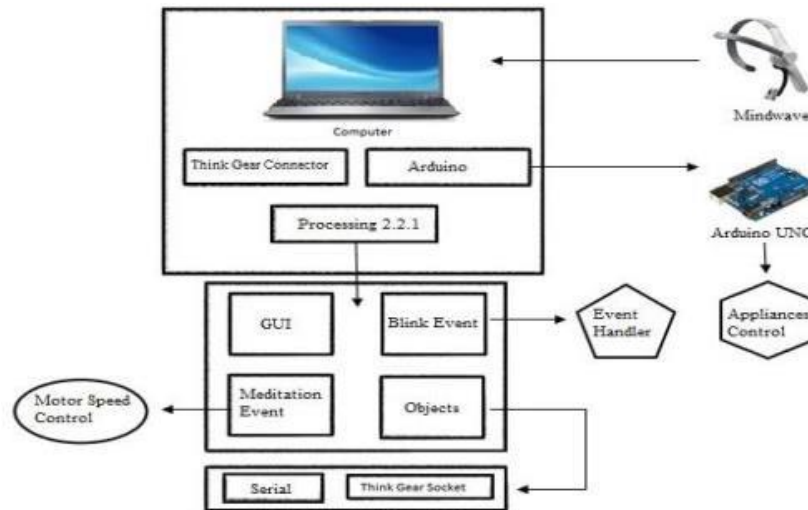 Computer
Mindwave
Think Gear Connector
Arduino
Processing 2.2.1
Arduino UNO
GUI
Blink Event
Event
Handler
Appliances
Control
Motor Speed
Control
Meditation
Event
Objects
Serial
Think Gear Socket